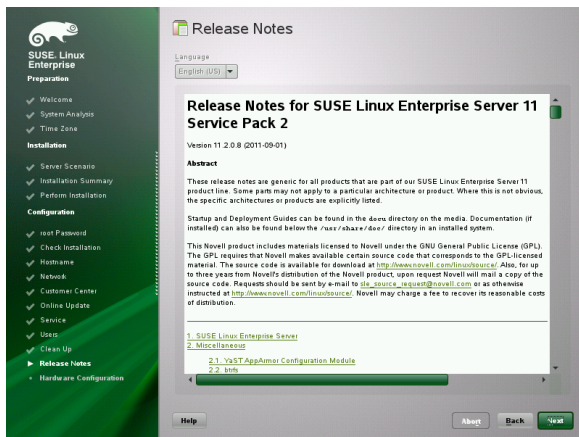 SUSE. Linux
Enterprise
Preparation
Welcome
System Analysis
Time Zone
Installation
Server Scenario
Installation Summary
Perform Installation
Configuration
root Password
Check Installation
Hostname
Network
Customer Center
Online Update
Service
Users
Clean Up
Release Notes
Hardware Configuration
Release Notes
Language
English (US)
Release Notes for SUSE Linux Enterprise Server 11
Service Pack 2
Version 11.2.0.8 (2011-09-01)
Abstract
These release notes are generic for all products that are part of our SUSE Linux Enterprise Server 11
product line. Some parts may not apply to a particular architecture or product. Where this is not obvious,
the specific architectures or products are explicitly listed.
Startup and Deployment Guides can be found in the docu directory on the media. Documentation (if
installed) can also be found below the /usr/share/doc/ directory in an installed system.
This Novell product includes materials licensed to Novell under the GNU General Public License (GPL).
The GPL requires that Novell makes available certain source code that corresponds to the GPL-licensed
material. The source code is available for download at http://www.novell.com/linux/source/. Also, for up
to three years from Novell's distribution of the Novell product, upon request Novell will mail a copy of the
source code. Requests should be sent by e-mail to sle_source_request@novell.com or as otherwise
instructed at http://www.novell.com/linux/source/. Novell may charge a fee to recover its reasonable costs
of distribution.
1. SUSE Linux Enterprise Server
2. Miscellaneous
2.1. YaST AppArmor Configuration Module
2.2. btrfs
Help
Abort
Back
Next